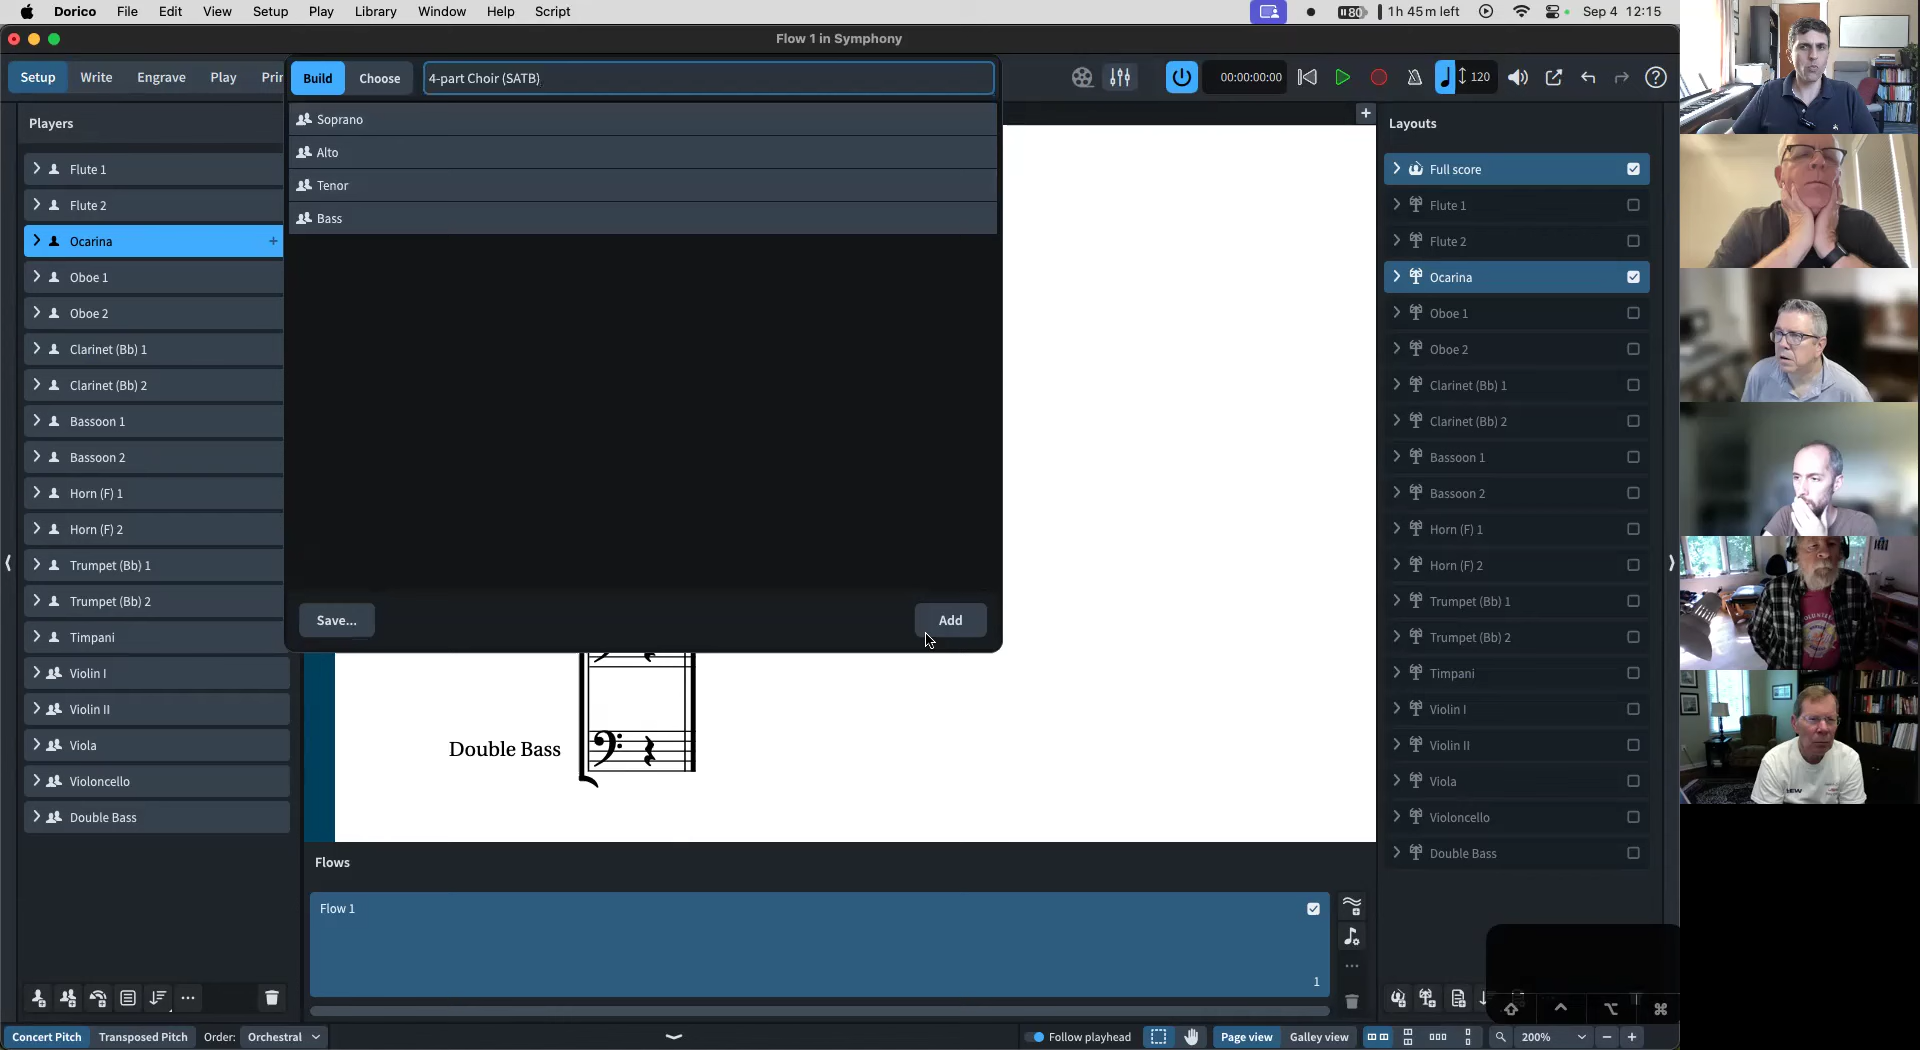 Dorico File Edit View Setup Play Library Window Help Script
80 1h 45m left Sep 4 12:15
Flow 1 in Symphony
Setup Write Engrave Play Prin
Build Choose 4-part Choir (SATB)
00:00:00:00 120
Soprano
Alto
Tenor
Bass
Save... Add
Players
Flute 1
Flute 2
Ocarina
Oboe 1
Oboe 2
Clarinet (Bb) 1
Clarinet (Bb) 2
Bassoon 1
Bassoon 2
Horn (F) 1
Horn (F) 2
Trumpet (Bb) 1
Trumpet (Bb) 2
Timpani
Violin I
Violin II
Viola
Violoncello
Double Bass
Double Bass
Flows
Flow 1
1
Layouts
Full score
Flute 1
Flute 2
Ocarina
Oboe 1
Oboe 2
Clarinet (Bb) 1
Clarinet (Bb) 2
Bassoon 1
Bassoon 2
Horn (F) 1
Horn (F) 2
Trumpet (Bb) 1
Trumpet (Bb) 2
Timpani
Violin I
Violin II
Viola
Violoncello
Double Bass
Concert Pitch Transposed Pitch Order: Orchestral
Follow playhead Page view Galley view 200%